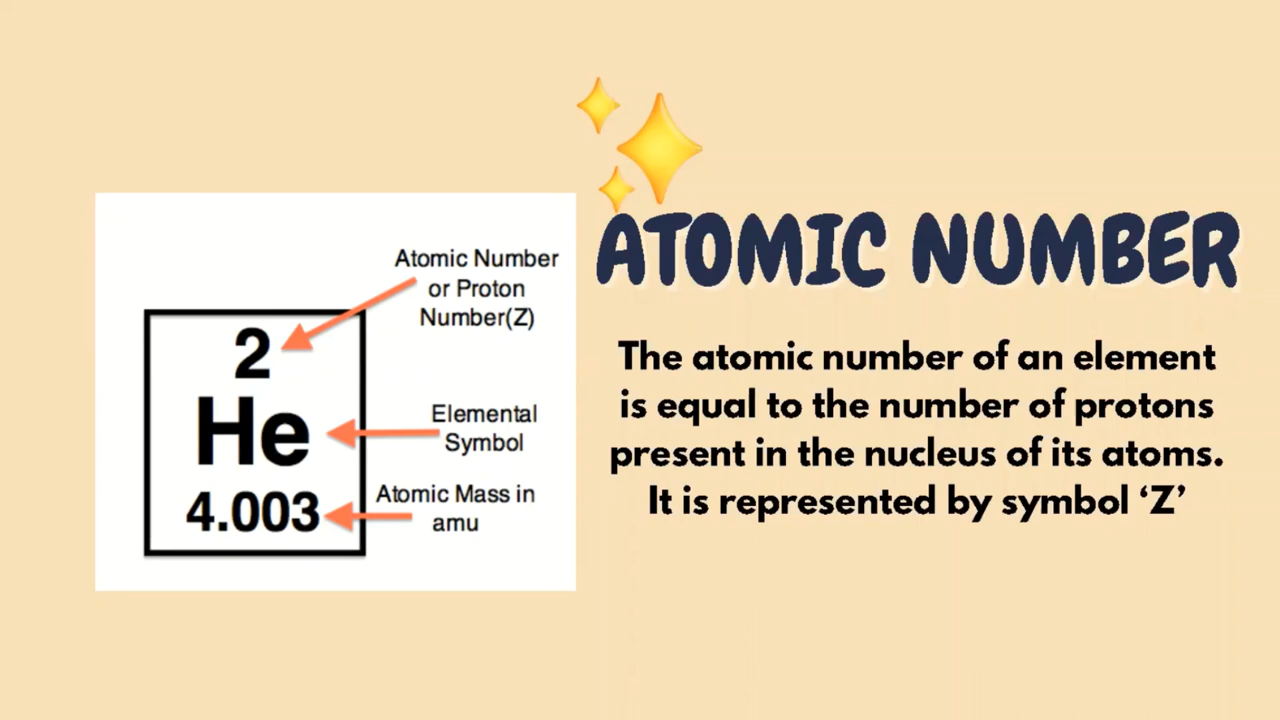 Atomic Number
or Proton
Number(Z)
2
He
Elemental
Symbol
4.003
Atomic Mass in
amu
ATOMIC NUMBER
The atomic number of an element
is equal to the number of protons
present in the nucleus of its atoms.
It is represented by symbol ‘Z’